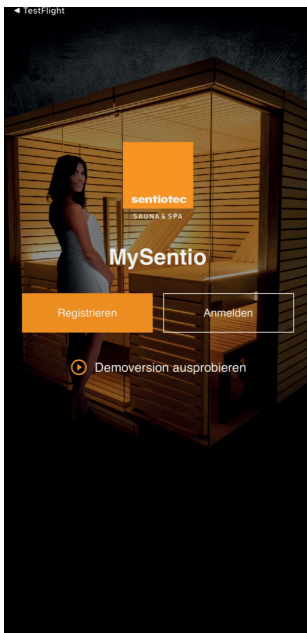 ◀ TestFlight
sentiotec
SAUNA & SPA
MySentio
Registrieren
Anmelden
Demoversion ausprobieren